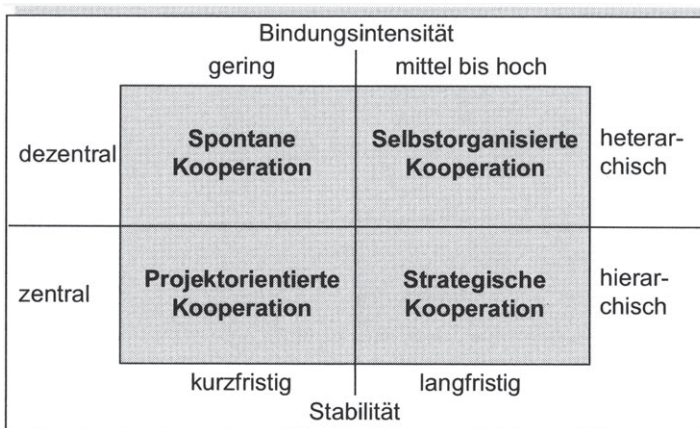 Bindungsintensität
gering mittel bis hoch
dezentral
Spontane
Kooperation
Selbstorganisierte
Kooperation
heterar-
chisch
zentral
Projektorientierte
Kooperation
Strategische
Kooperation
hierar-
chisch
kurzfristig langfristig
Stabilität